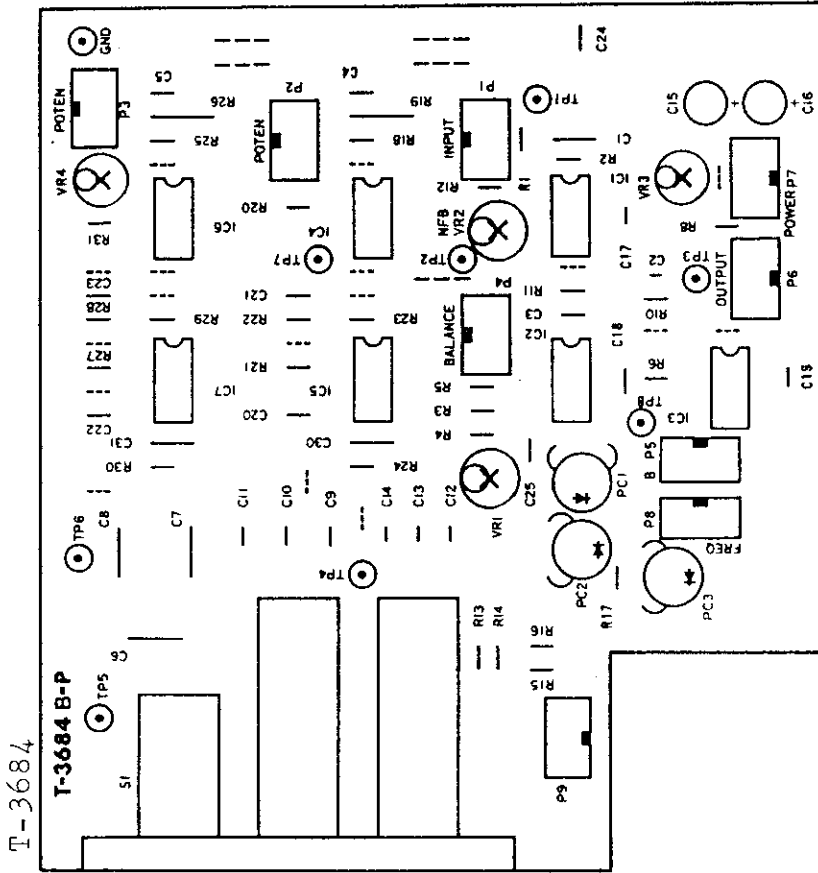 T-3684
T-3684 B-P
GND
POTEN
P3
C5
R26
R25
VR4
R31
IC6
C23
R28
R29
R27
IC7
C22
C31
R30
TP6
C8
C7
C6
TP5
S1
P2
POTEN
C4
R19
R18
R20
IC4
TP7
C21
R22
R23
R21
IC5
C20
C30
R24
C11
C10
C9
C14
C13
C12
TP4
P1
INPUT
TP1
R12
R1
NFB
VR2
TP2
P4
BALANCE
R5
R3
R4
VR1
C25
C24
C1
R2
IC1
C17
R11
C3
IC2
C18
C15
C16
+
+
VR3
R8
POWER
P7
C2
TP3
OUTPUT
P6
R10
R6
TP8
IC3
C19
P5
B
P8
FREQ
PC1
PC2
PC3
R17
R13
R14
R16
R15
P9